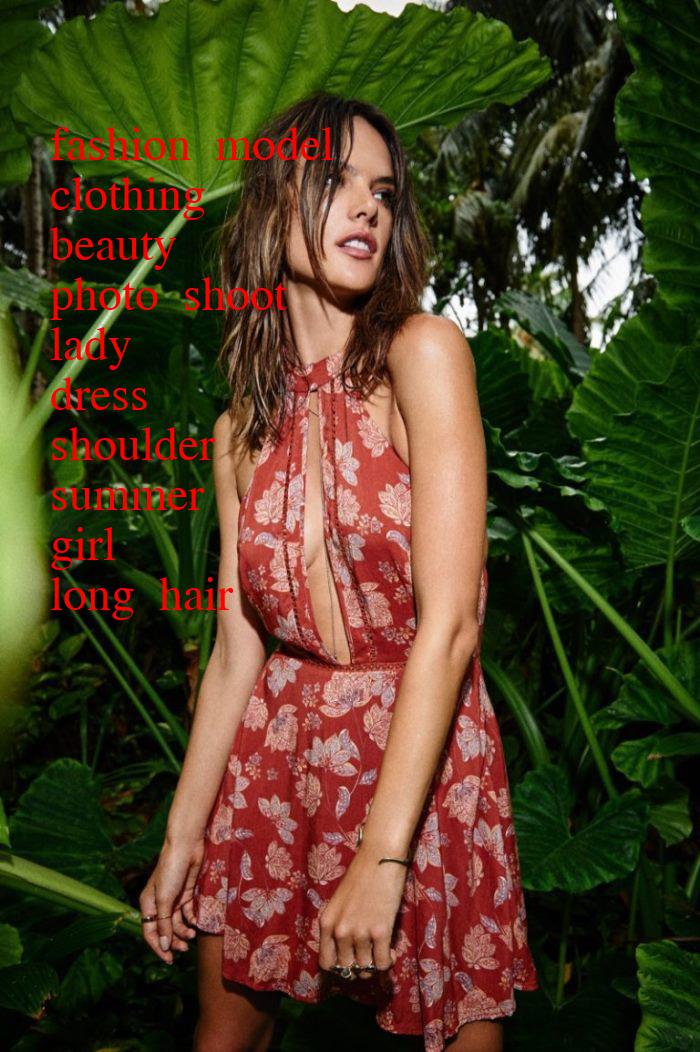 fashion model
clothing
beauty
photo shoot
lady
dress
shoulder
summer
girl
long hair